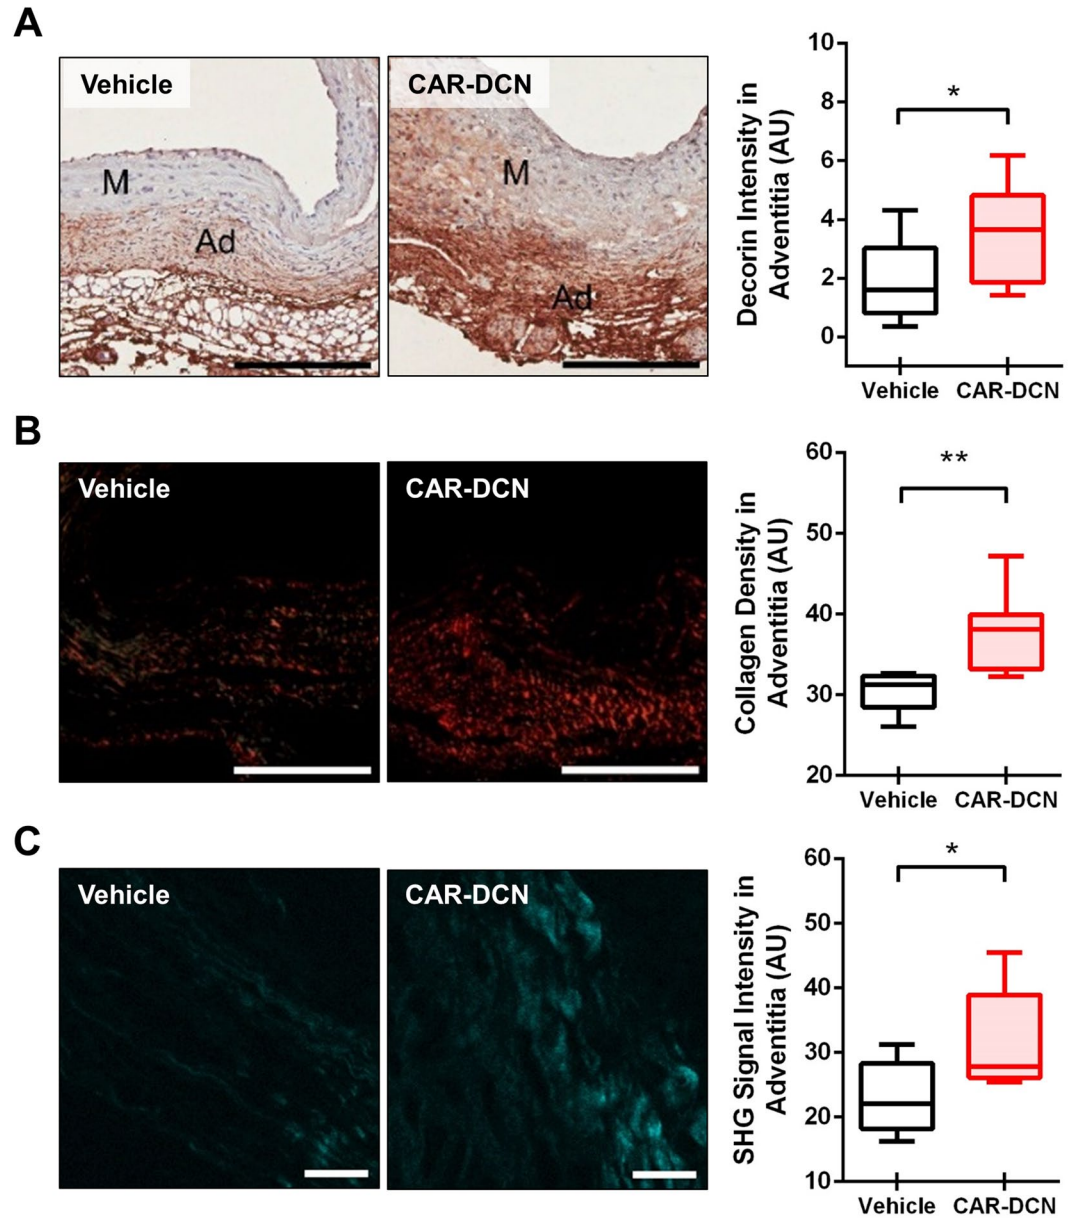 A
Vehicle
M
Ad
CAR-DCN
M
Ad
Decorin Intensity in
Adventitia (AU)
10
8
6
4
2
0
*
Vehicle
CAR-DCN
B
Vehicle
CAR-DCN
Collagen Density in
Adventitia (AU)
60
50
40
30
20
**
Vehicle
CAR-DCN
C
Vehicle
CAR-DCN
SHG Signal Intensity in
Adventitia (AU)
60
50
40
30
20
10
*
Vehicle
CAR-DCN